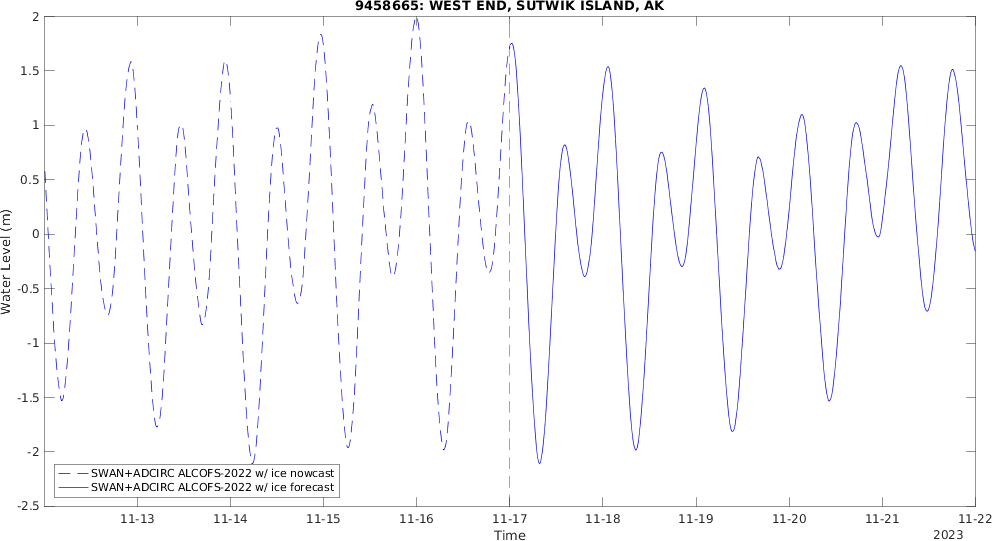 9458665: WEST END, SUTWIK ISLAND, AK
2
1.5
1
0.5
0
-0.5
-1
-1.5
-2
-2.5
Water Level (m)
SWAN+ADCIRC ALCOFS-2022 w/ ice nowcast
SWAN+ADCIRC ALCOFS-2022 w/ ice forecast
11-13 11-14 11-15 11-16 11-17 11-18 11-19 11-20 11-21 11-22
Time
2023